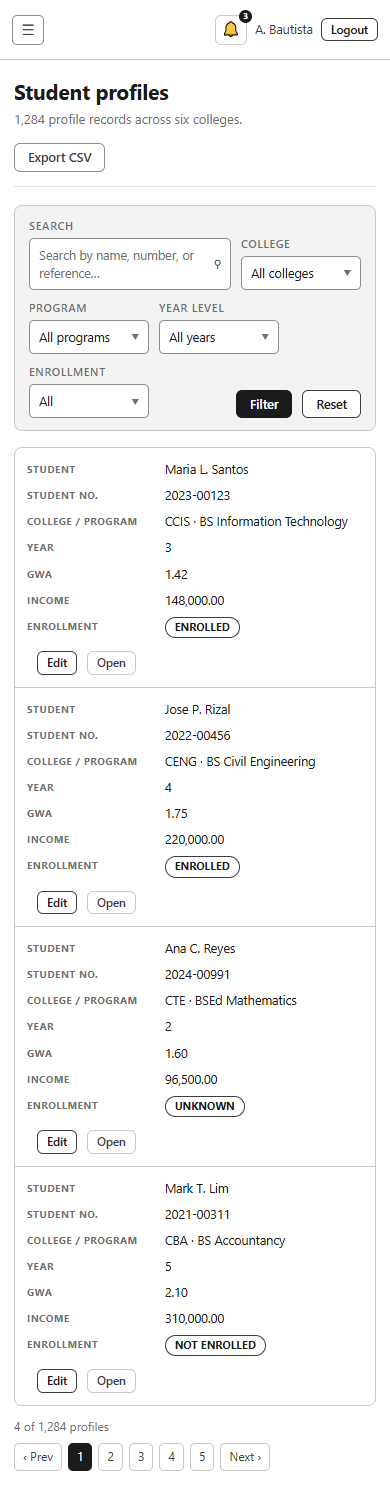 3
A. Bautista
Logout
Student profiles
1,284 profile records across six colleges.
Export CSV
SEARCH
Search by name, number, or
reference...
COLLEGE
All colleges
PROGRAM
YEAR LEVEL
All programs
All years
ENROLLMENT
All
Filter
Reset
STUDENT Maria L. Santos
STUDENT NO. 2023-00123
COLLEGE / PROGRAM CCIS · BS Information Technology
YEAR 3
GWA 1.42
INCOME 148,000.00
ENROLLMENT ENROLLED
Edit Open
STUDENT Jose P. Rizal
STUDENT NO. 2022-00456
COLLEGE / PROGRAM CENG · BS Civil Engineering
YEAR 4
GWA 1.75
INCOME 220,000.00
ENROLLMENT ENROLLED
Edit Open
STUDENT Ana C. Reyes
STUDENT NO. 2024-00991
COLLEGE / PROGRAM CTE · BSEd Mathematics
YEAR 2
GWA 1.60
INCOME 96,500.00
ENROLLMENT UNKNOWN
Edit Open
STUDENT Mark T. Lim
STUDENT NO. 2021-00311
COLLEGE / PROGRAM CBA · BS Accountancy
YEAR 5
GWA 2.10
INCOME 310,000.00
ENROLLMENT NOT ENROLLED
Edit Open
4 of 1,284 profiles
‹ Prev 1 2 3 4 5 Next ›